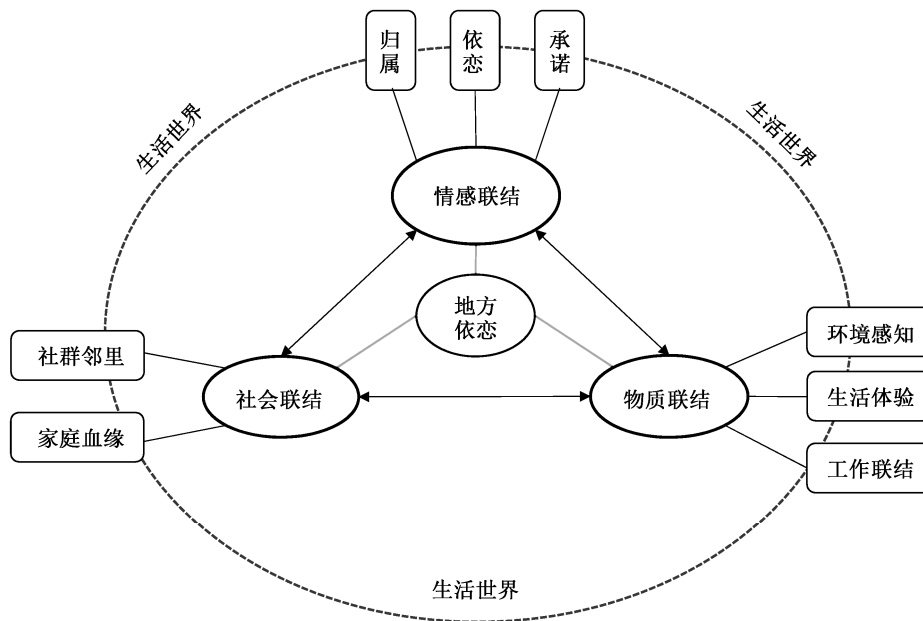 归属
依恋
承诺
生活世界
生活世界
情感联结
地方
依恋
社群邻里
环境感知
社会联结
物质联结
生活体验
家庭血缘
工作联结
生活世界